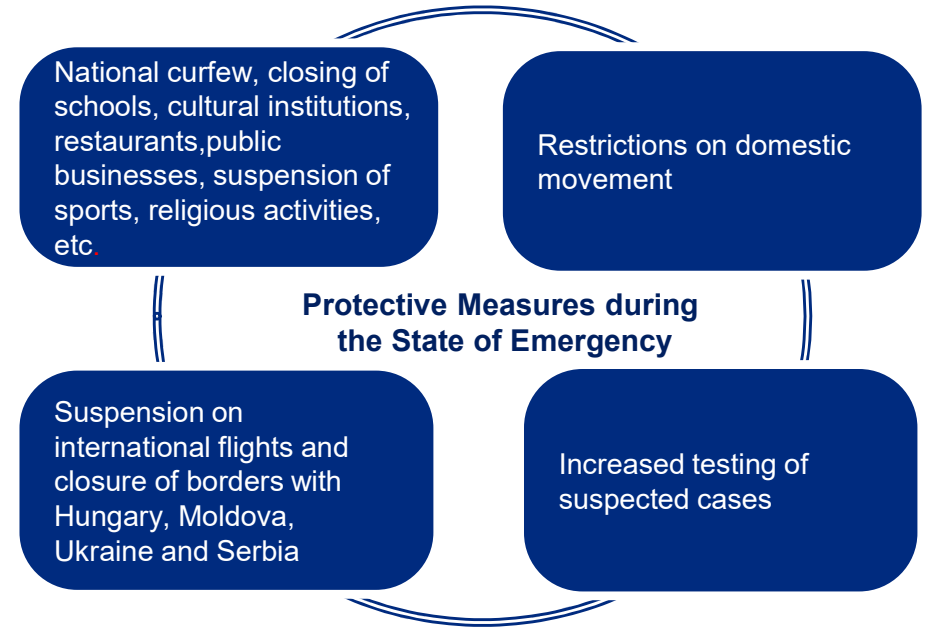 National curfew, closing of
schools, cultural institutions,
restaurants,public
businesses, suspension of
sports, religious activities,
etc.
Restrictions on domestic
movement
Protective Measures during
the State of Emergency
Suspension on
international flights and
closure of borders with
Hungary, Moldova,
Ukraine and Serbia
Increased testing of
suspected cases